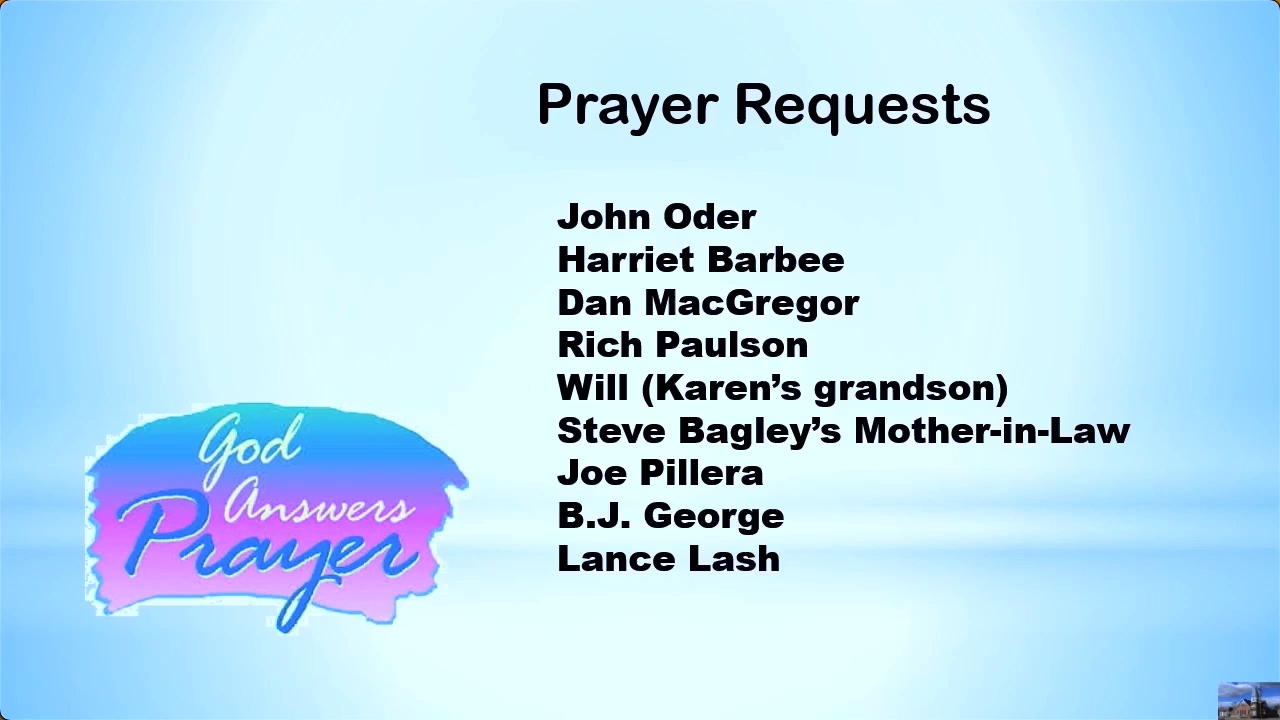 Prayer Requests
John Oder
Harriet Barbee
Dan MacGregor
Rich Paulson
Will (Karen’s grandson)
Steve Bagley’s Mother-in-Law
Joe Pillera
B.J. George
Lance Lash
God
Answers
Prayer